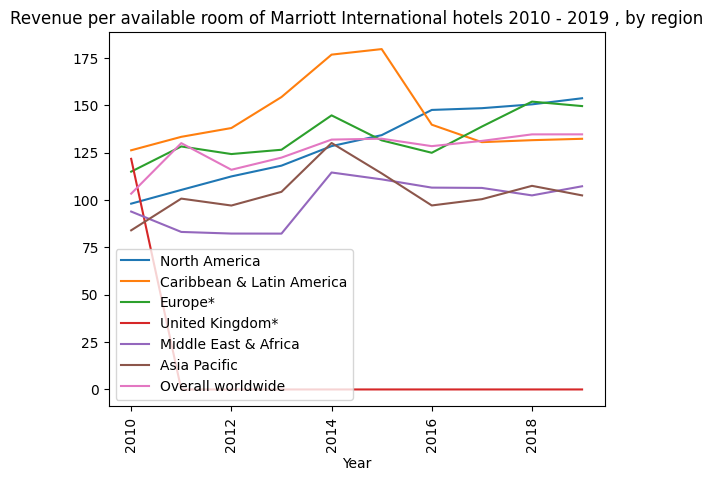 Revenue per available room of Marriott International hotels 2010 - 2019 , by region
175
150
125
100
75
50
25
0
North America
Caribbean & Latin America
Europe*
United Kingdom*
Middle East & Africa
Asia Pacific
Overall worldwide
2010
2012
2014
2016
2018
Year